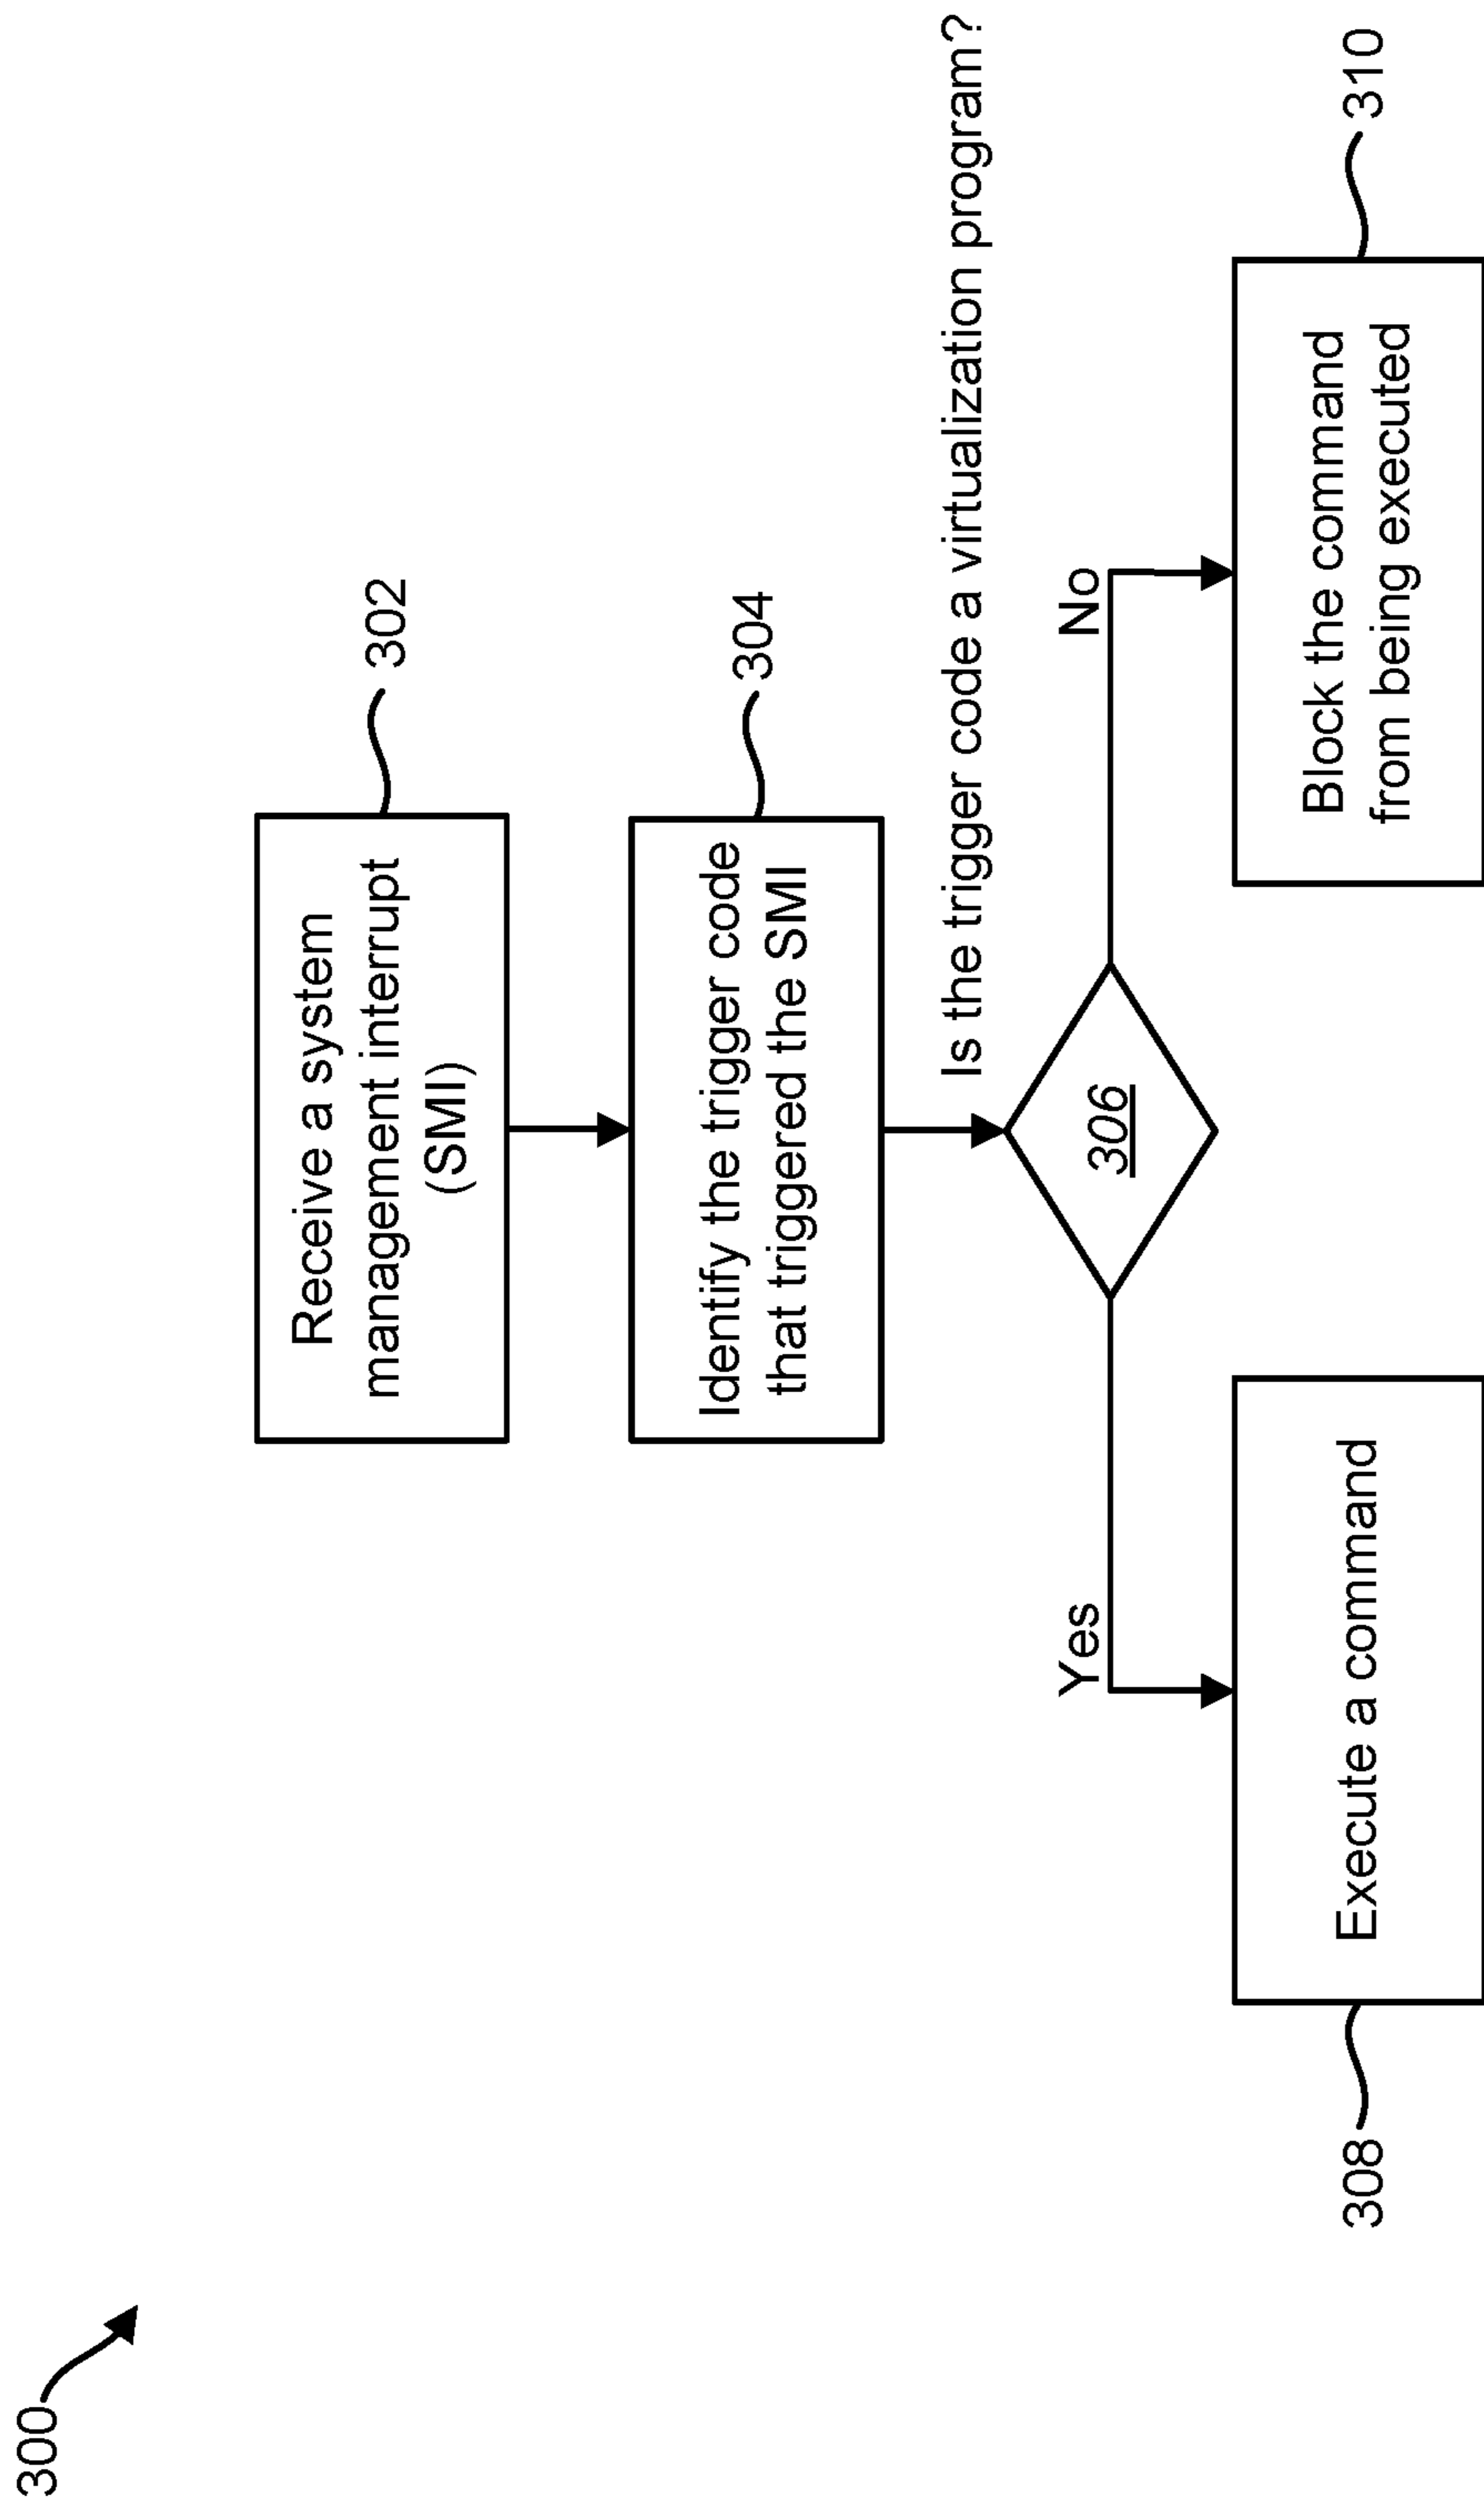 300
Receive a system
management interrupt
(SMI)
302
Identify the trigger code
that triggered the SMI
304
Is the trigger code a virtualization program?
306
Yes
No
308
Execute a command
Block the command
from being executed
310